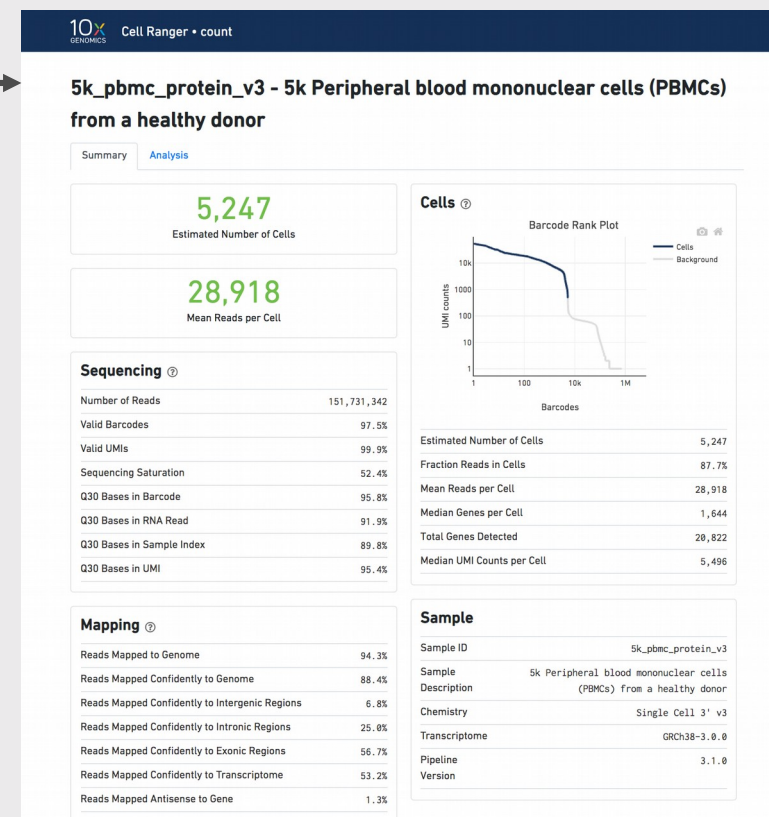 10x
GENOMICS
Cell Ranger • count
5k_pbmc_protein_v3 - 5k Peripheral blood mononuclear cells (PBMCs)
from a healthy donor
Summary Analysis
5,247
Estimated Number of Cells
28,918
Mean Reads per Cell
Sequencing ?
Number of Reads 151,731,342
Valid Barcodes 97.5%
Valid UMIs 99.9%
Sequencing Saturation 52.4%
Q30 Bases in Barcode 95.8%
Q30 Bases in RNA Read 91.9%
Q30 Bases in Sample Index 89.8%
Q30 Bases in UMI 95.4%
Mapping ?
Reads Mapped to Genome 94.3%
Reads Mapped Confidently to Genome 88.4%
Reads Mapped Confidently to Intergenic Regions 6.8%
Reads Mapped Confidently to Intronic Regions 25.0%
Reads Mapped Confidently to Exonic Regions 56.7%
Reads Mapped Confidently to Transcriptome 53.2%
Reads Mapped Antisense to Gene 1.3%
Cells ?
Barcode Rank Plot
Cells
Background
UMI counts
10k
1000
100
10
1
1 100 10k 1M
Barcodes
Estimated Number of Cells 5,247
Fraction Reads in Cells 87.7%
Mean Reads per Cell 28,918
Median Genes per Cell 1,644
Total Genes Detected 20,822
Median UMI Counts per Cell 5,496
Sample
Sample ID 5k_pbmc_protein_v3
Sample 5k Peripheral blood mononuclear cells
Description (PBMCs) from a healthy donor
Chemistry Single Cell 3' v3
Transcriptome GRCh38-3.0.0
Pipeline 3.1.0
Version